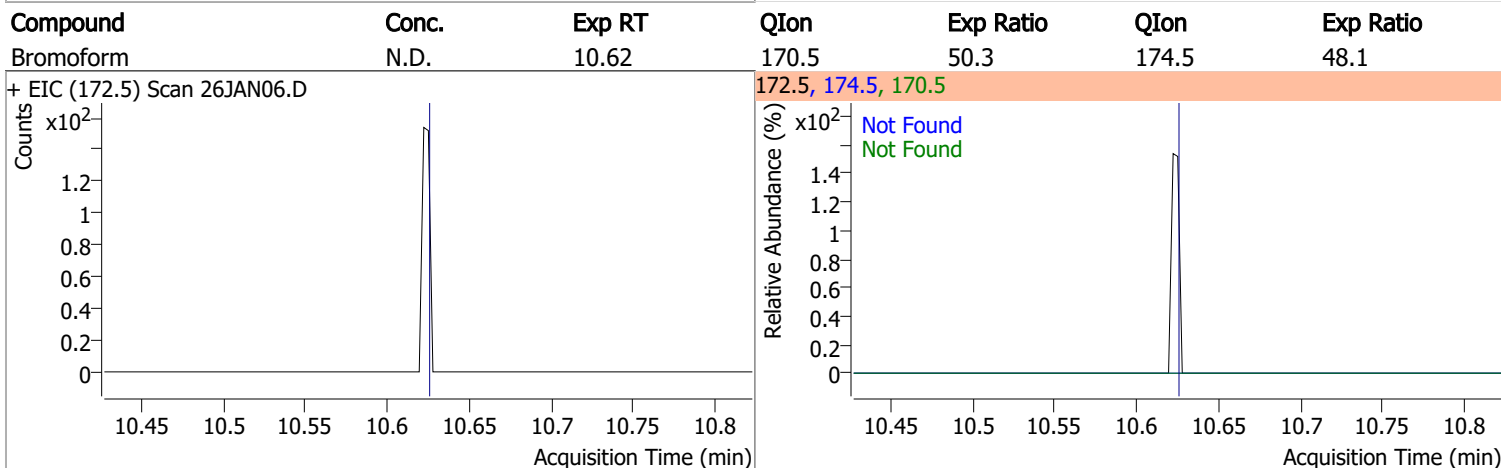 Compound Conc. Exp RT QIon Exp Ratio QIon Exp Ratio
Bromoform N.D. 10.62 170.5 50.3 174.5 48.1
+ EIC (172.5) Scan 26JAN06.D
Counts
x10²
1.2
1
0.8
0.6
0.4
0.2
0
10.45 10.5 10.55 10.6 10.65 10.7 10.75 10.8
Acquisition Time (min)
172.5, 174.5, 170.5
Relative Abundance (%)
x10²
Not Found
Not Found
1.4
1.2
1
0.8
0.6
0.4
0.2
0
10.45 10.5 10.55 10.6 10.65 10.7 10.75 10.8
Acquisition Time (min)